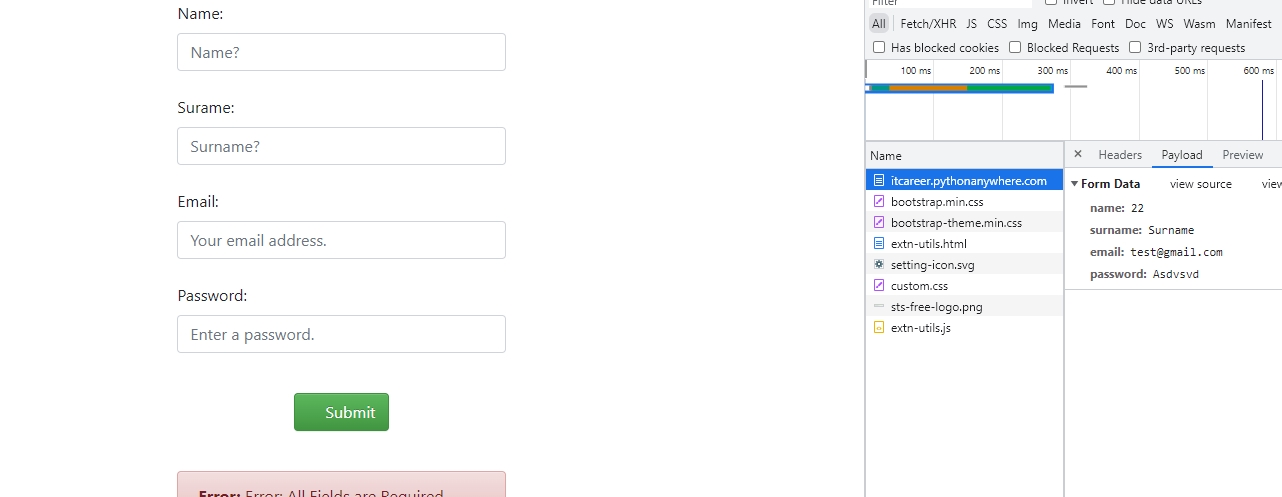 Name:
Name?
Surame:
Surname?
Email:
Your email address.
Password:
Enter a password.
Submit
Error: Error: All Fields are Required
Filter
Invert
Hide data URLs
All Fetch/XHR JS CSS Img Media Font Doc WS Wasm Manifest
Has blocked cookies Blocked Requests 3rd-party requests
100 ms 200 ms 300 ms 400 ms 500 ms 600 ms
Name
itcareer.pythonanywhere.com
bootstrap.min.css
bootstrap-theme.min.css
extn-utils.html
setting-icon.svg
custom.css
sts-free-logo.png
extn-utils.js
× Headers Payload Preview
Form Data view source view
name: 22
surname: Surname
email: test@gmail.com
password: Asdvsvd